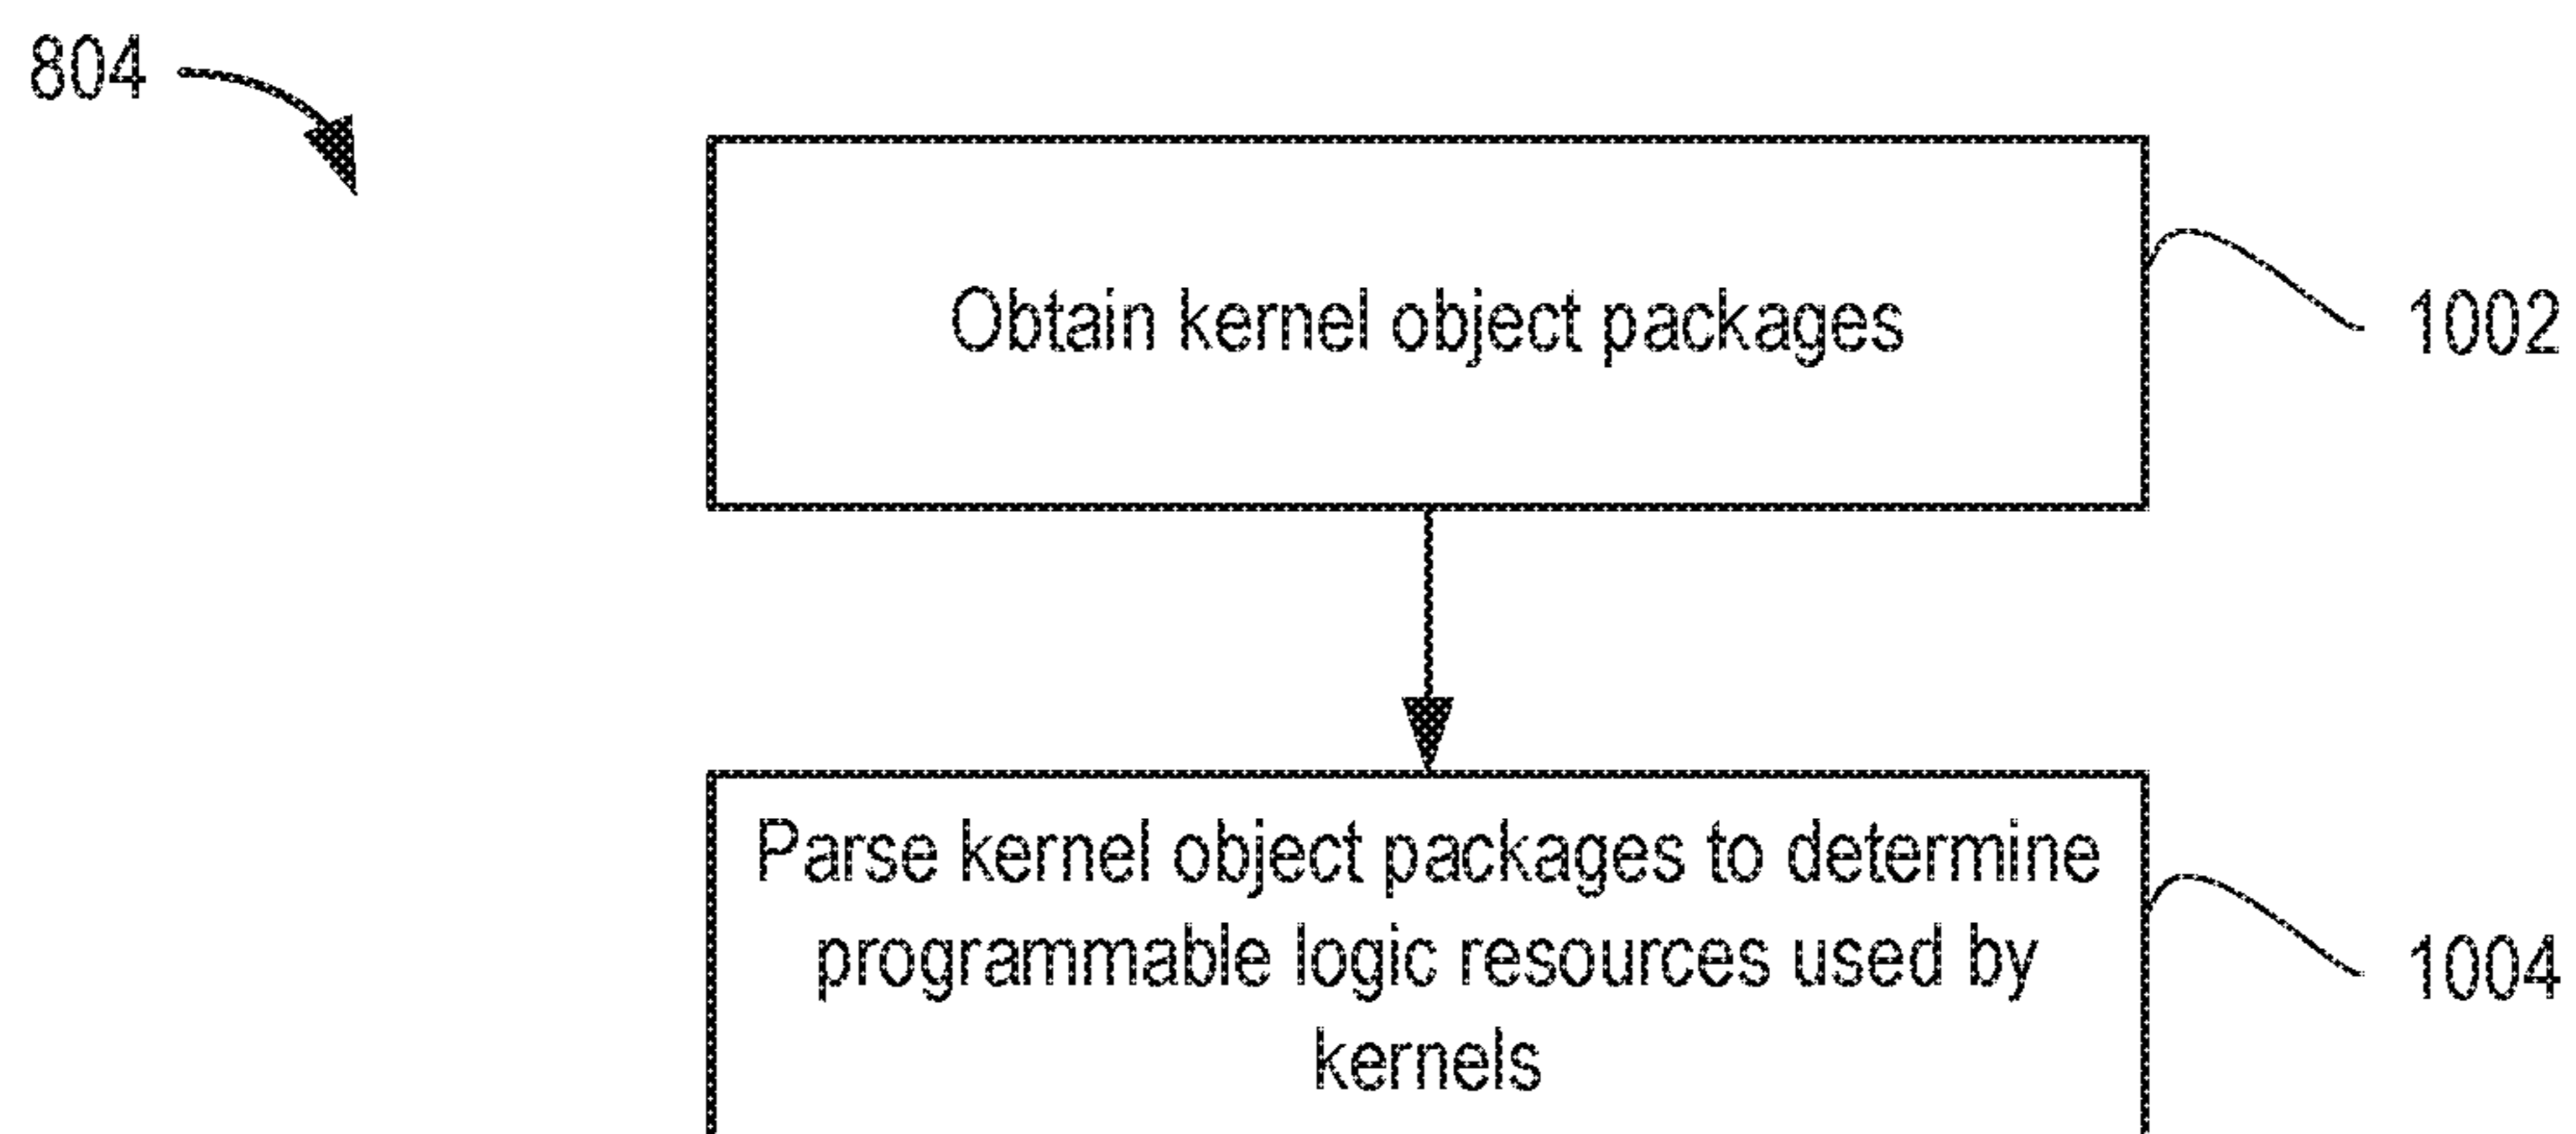 804
Obtain kernel object packages
1002
Parse kernel object packages to determine
programmable logic resources used by
kernels
1004